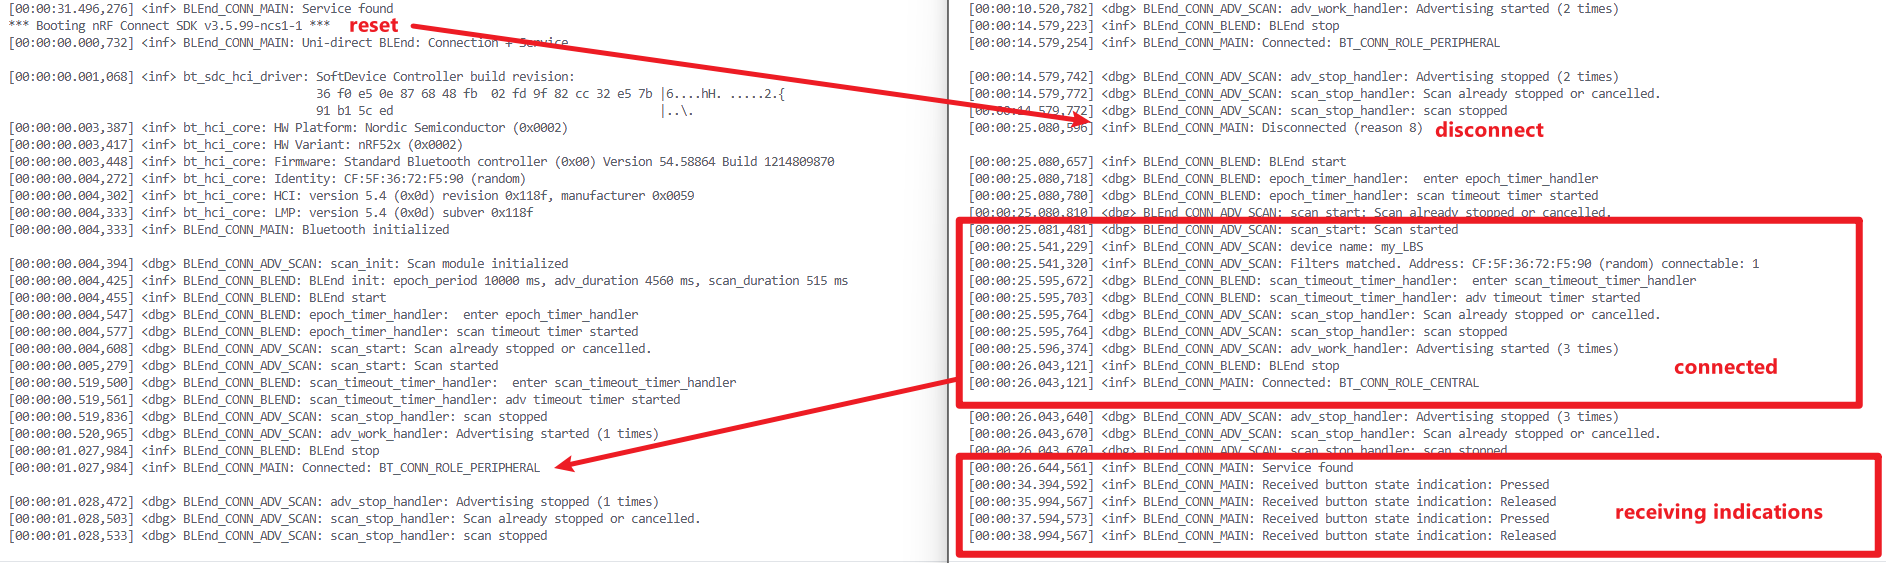 [00:00:31.496,276] <inf> BLEnd_CONN_MAIN: Service found
*** Booting nRF Connect SDK v3.5.99-ncs1-1 ***
reset
[00:00:00.000,732] <inf> BLEnd_CONN_MAIN: Uni-direct BLEnd: Connection + Service
[00:00:00.001,068] <inf> bt_sdc_hci_driver: SoftDevice Controller build revision:
36 f0 e5 0e 87 68 48 fb  02 fd 9f 82 cc 32 e5 7b |6....hH. .....2.{
91 b1 5c ed                                      |..\.
[00:00:00.003,387] <inf> bt_hci_core: HW Platform: Nordic Semiconductor (0x0002)
[00:00:00.003,417] <inf> bt_hci_core: HW Variant: nRF52x (0x0002)
[00:00:00.003,448] <inf> bt_hci_core: Firmware: Standard Bluetooth controller (0x00) Version 54.58864 Build 1214809870
[00:00:00.004,272] <inf> bt_hci_core: Identity: CF:5F:36:72:F5:90 (random)
[00:00:00.004,302] <inf> bt_hci_core: HCI: version 5.4 (0x0d) revision 0x118f, manufacturer 0x0059
[00:00:00.004,333] <inf> bt_hci_core: LMP: version 5.4 (0x0d) subver 0x118f
[00:00:00.004,333] <inf> BLEnd_CONN_MAIN: Bluetooth initialized
[00:00:00.004,394] <dbg> BLEnd_CONN_ADV_SCAN: scan_init: Scan module initialized
[00:00:00.004,425] <inf> BLEnd_CONN_BLEND: BLEnd init: epoch_period 10000 ms, adv_duration 4560 ms, scan_duration 515 ms
[00:00:00.004,455] <inf> BLEnd_CONN_BLEND: BLEnd start
[00:00:00.004,547] <dbg> BLEnd_CONN_BLEND: epoch_timer_handler:  enter epoch_timer_handler
[00:00:00.004,577] <dbg> BLEnd_CONN_BLEND: epoch_timer_handler: scan timeout timer started
[00:00:00.004,608] <dbg> BLEnd_CONN_ADV_SCAN: scan_start: Scan already stopped or cancelled.
[00:00:00.005,279] <dbg> BLEnd_CONN_ADV_SCAN: scan_start: Scan started
[00:00:00.519,500] <dbg> BLEnd_CONN_BLEND: scan_timeout_timer_handler:  enter scan_timeout_timer_handler
[00:00:00.519,561] <dbg> BLEnd_CONN_BLEND: scan_timeout_timer_handler: adv timeout timer started
[00:00:00.519,836] <dbg> BLEnd_CONN_ADV_SCAN: scan_stop_handler: scan stopped
[00:00:00.520,965] <dbg> BLEnd_CONN_ADV_SCAN: adv_work_handler: Advertising started (1 times)
[00:00:01.027,984] <inf> BLEnd_CONN_BLEND: BLEnd stop
[00:00:01.027,984] <inf> BLEnd_CONN_MAIN: Connected: BT_CONN_ROLE_PERIPHERAL
[00:00:01.028,472] <dbg> BLEnd_CONN_ADV_SCAN: adv_stop_handler: Advertising stopped (1 times)
[00:00:01.028,503] <dbg> BLEnd_CONN_ADV_SCAN: scan_stop_handler: Scan already stopped or cancelled.
[00:00:01.028,533] <dbg> BLEnd_CONN_ADV_SCAN: scan_stop_handler: scan stopped
[00:00:10.520,782] <dbg> BLEnd_CONN_ADV_SCAN: adv_work_handler: Advertising started (2 times)
[00:00:14.579,223] <inf> BLEnd_CONN_BLEND: BLEnd stop
[00:00:14.579,254] <inf> BLEnd_CONN_MAIN: Connected: BT_CONN_ROLE_PERIPHERAL
[00:00:14.579,742] <dbg> BLEnd_CONN_ADV_SCAN: adv_stop_handler: Advertising stopped (2 times)
[00:00:14.579,772] <dbg> BLEnd_CONN_ADV_SCAN: scan_stop_handler: Scan already stopped or cancelled.
[00:00:14.579,772] <dbg> BLEnd_CONN_ADV_SCAN: scan_stop_handler: scan stopped
[00:00:25.080,596] <inf> BLEnd_CONN_MAIN: Disconnected (reason 8)
disconnect
[00:00:25.080,657] <inf> BLEnd_CONN_BLEND: BLEnd start
[00:00:25.080,718] <dbg> BLEnd_CONN_BLEND: epoch_timer_handler:  enter epoch_timer_handler
[00:00:25.080,780] <dbg> BLEnd_CONN_BLEND: epoch_timer_handler: scan timeout timer started
[00:00:25.080,810] <dbg> BLEnd_CONN_ADV_SCAN: scan_start: Scan already stopped or cancelled.
[00:00:25.081,481] <dbg> BLEnd_CONN_ADV_SCAN: scan_start: Scan started
[00:00:25.541,229] <inf> BLEnd_CONN_ADV_SCAN: device name: my_LBS
[00:00:25.541,320] <inf> BLEnd_CONN_ADV_SCAN: Filters matched. Address: CF:5F:36:72:F5:90 (random) connectable: 1
[00:00:25.595,672] <dbg> BLEnd_CONN_BLEND: scan_timeout_timer_handler:  enter scan_timeout_timer_handler
[00:00:25.595,703] <dbg> BLEnd_CONN_BLEND: scan_timeout_timer_handler: adv timeout timer started
[00:00:25.595,764] <dbg> BLEnd_CONN_ADV_SCAN: scan_stop_handler: Scan already stopped or cancelled.
[00:00:25.595,764] <dbg> BLEnd_CONN_ADV_SCAN: scan_stop_handler: scan stopped
[00:00:25.596,374] <dbg> BLEnd_CONN_ADV_SCAN: adv_work_handler: Advertising started (3 times)
[00:00:26.043,121] <inf> BLEnd_CONN_BLEND: BLEnd stop
connected
[00:00:26.043,121] <inf> BLEnd_CONN_MAIN: Connected: BT_CONN_ROLE_CENTRAL
[00:00:26.043,640] <dbg> BLEnd_CONN_ADV_SCAN: adv_stop_handler: Advertising stopped (3 times)
[00:00:26.043,670] <dbg> BLEnd_CONN_ADV_SCAN: scan_stop_handler: Scan already stopped or cancelled.
[00:00:26.043,670] <dbg> BLEnd_CONN_ADV_SCAN: scan_stop_handler: scan stopped
[00:00:26.644,561] <inf> BLEnd_CONN_MAIN: Service found
[00:00:34.394,592] <inf> BLEnd_CONN_MAIN: Received button state indication: Pressed
[00:00:35.994,567] <inf> BLEnd_CONN_MAIN: Received button state indication: Released
receiving indications
[00:00:37.594,573] <inf> BLEnd_CONN_MAIN: Received button state indication: Pressed
[00:00:38.994,567] <inf> BLEnd_CONN_MAIN: Received button state indication: Released